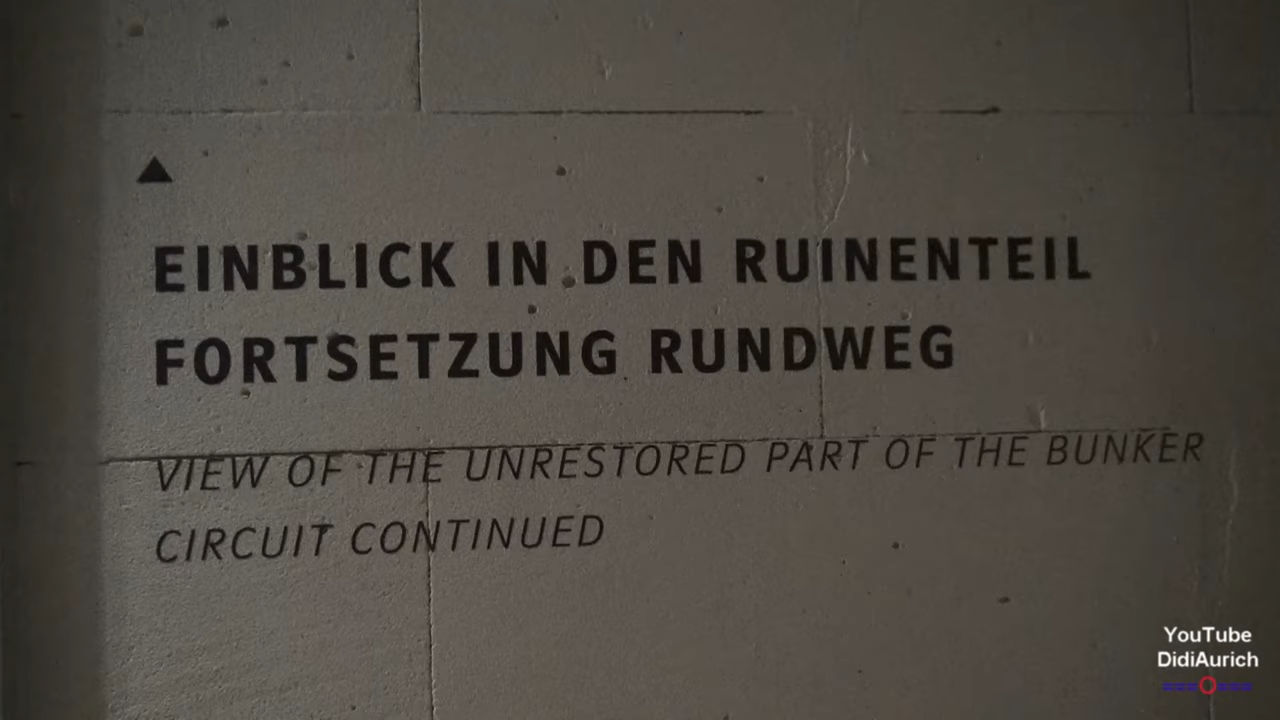 ▲
EINBLICK IN DEN RUINENTEIL
FORTSETZUNG RUNDWEG
VIEW OF THE UNRESTORED PART OF THE BUNKER
CIRCUIT CONTINUED
YouTube
DidiAurich
===O===